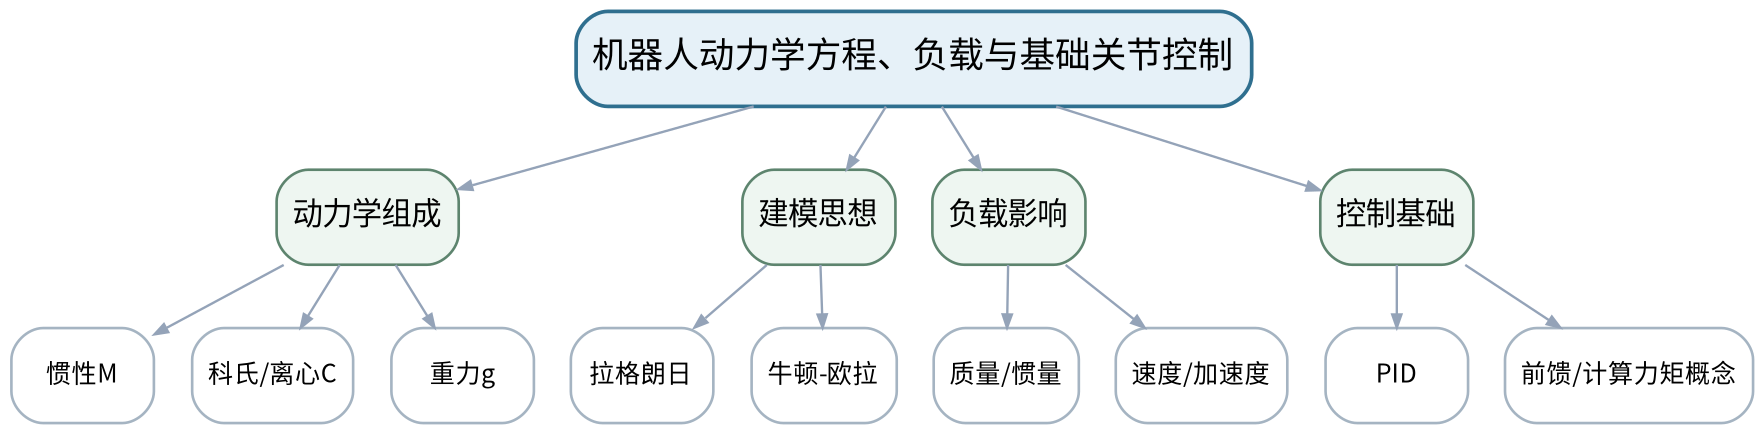 机器人动力学方程、负载与基础关节控制
动力学组成
建模思想
负载影响
控制基础
惯性M
科氏/离心C
重力g
拉格朗日
牛顿-欧拉
质量/惯量
速度/加速度
PID
前馈/计算力矩概念